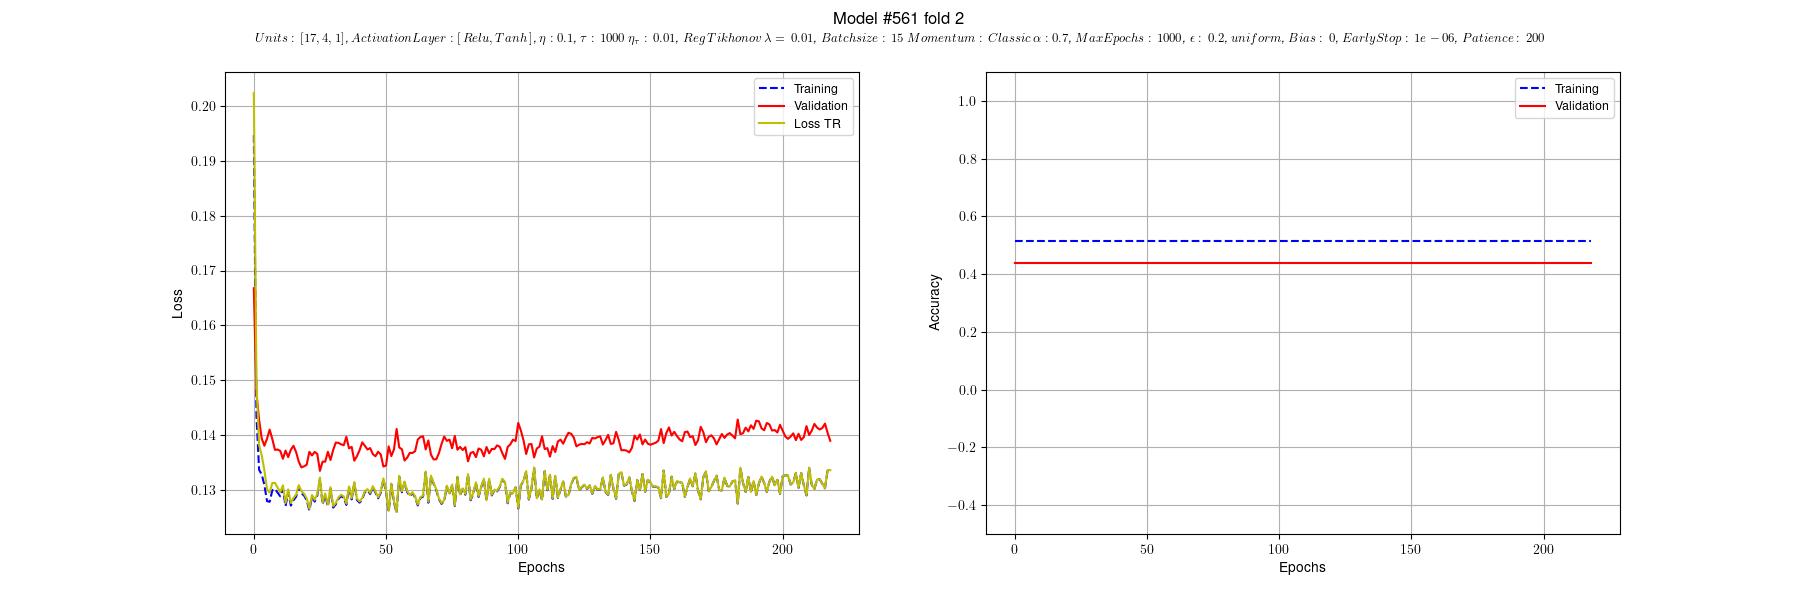 Model #561 fold 2
Units : [17, 4, 1], ActivationLayer : [Relu, Tanh], η : 0.1, τ : 1000 ητ : 0.01, RegTikhonov λ = 0.01, Batchsize : 15 Momentum : Classic α : 0.7, MaxEpochs : 1000, ϵ : 0.2, uniform, Bias : 0, EarlyStop : 1e − 06, Patience : 200
Training
Validation
Loss TR
0.20
0.19
0.18
0.17
0.16
0.15
0.14
0.13
Loss
0
50
100
150
200
Epochs
Training
Validation
1.0
0.8
0.6
0.4
0.2
0.0
−0.2
−0.4
Accuracy
0
50
100
150
200
Epochs